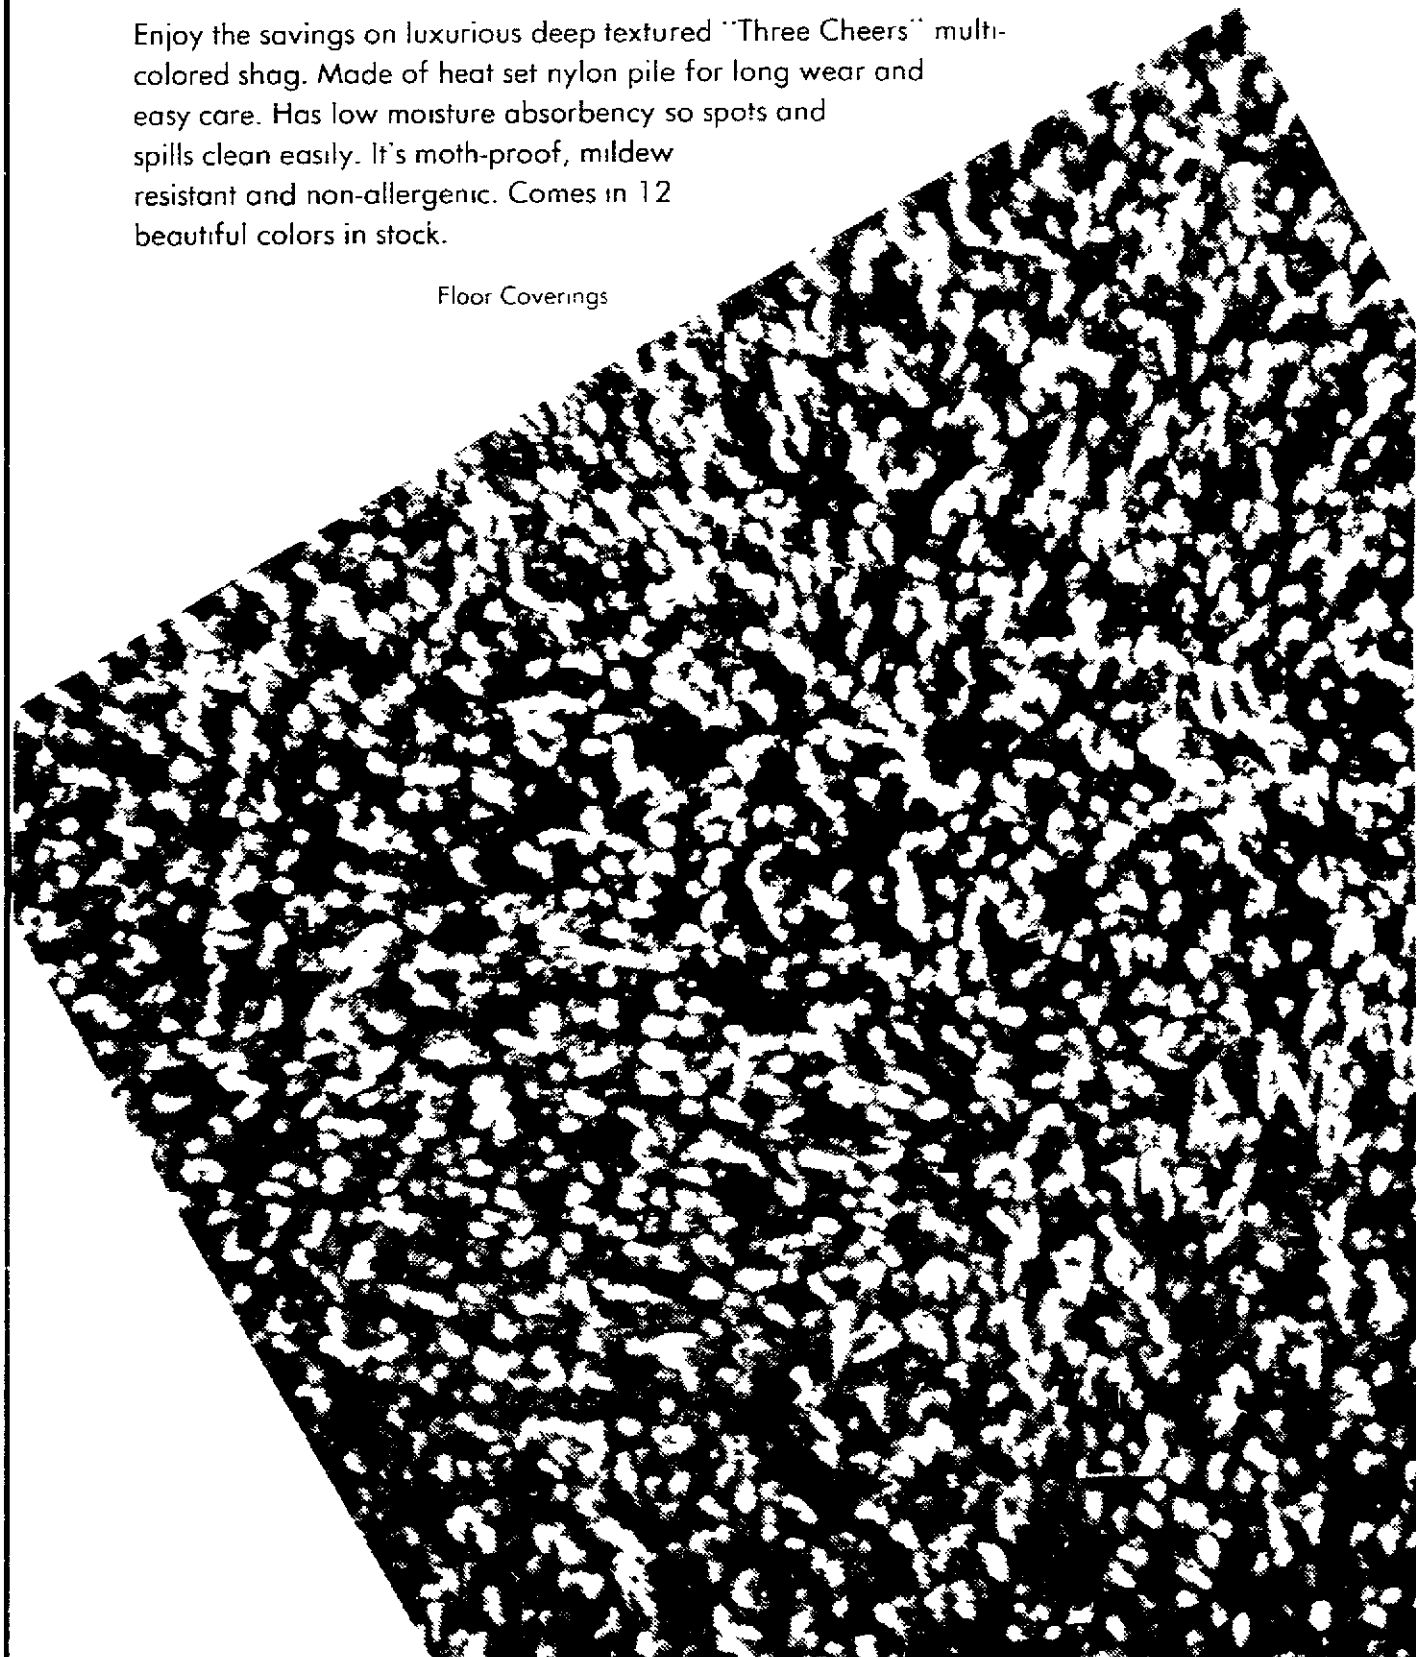 Enjoy the savings on luxurious deep textured "Three Cheers" multi-
colored shag. Made of heat set nylon pile for long wear and
easy care. Has low moisture absorbency so spots and
spills clean easily. It's moth-proof, mildew
resistant and non-allergenic. Comes in 12
beautiful colors in stock.
Floor Coverings